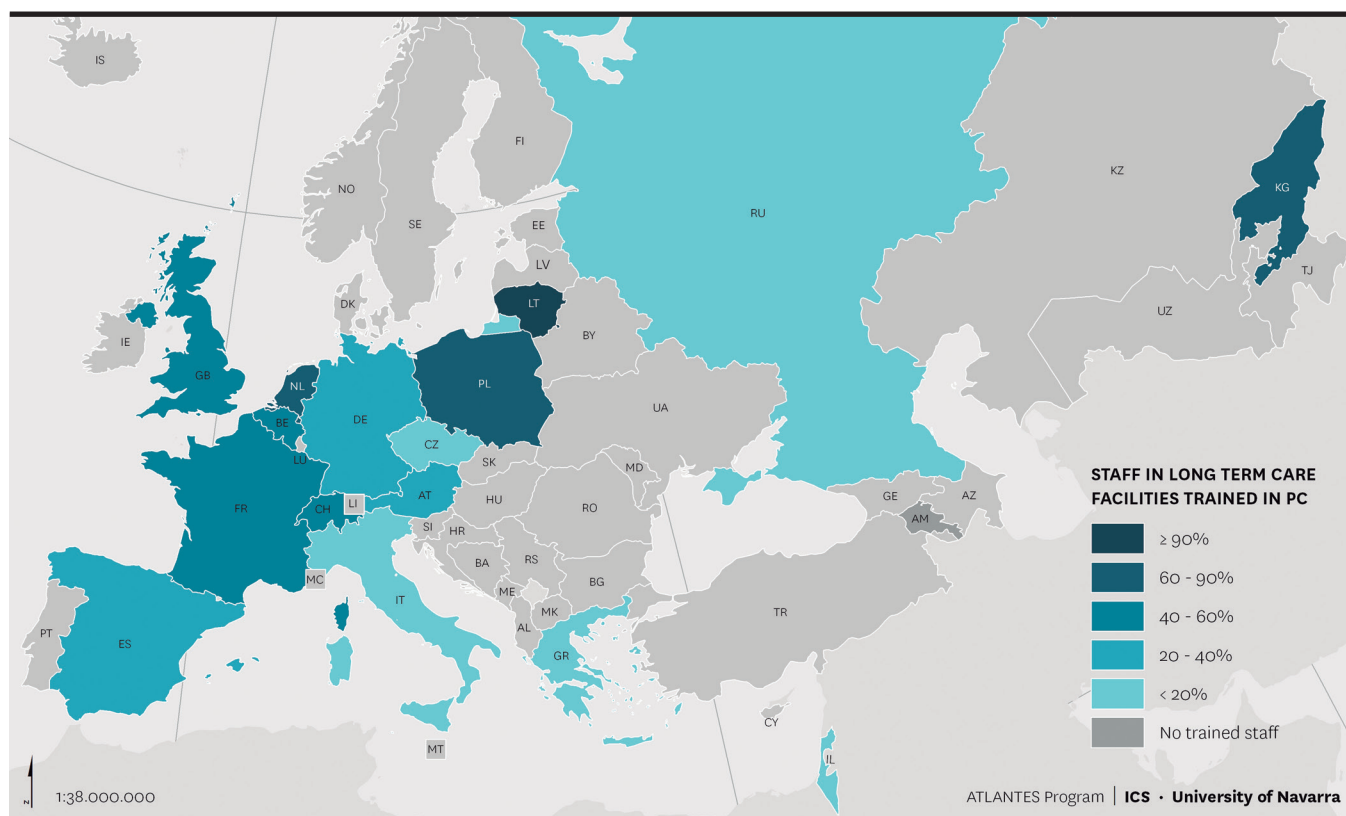 IS
FI
NO
SE
RU
KZ
KG
EE
LV
TJ
DK
LT
UZ
BY
IE
GB
NL
PL
DE
UA
BE
CZ
LU
SK
MD
FR
AT
HU
CH
LI
RO
GE
AZ
SI
HR
AM
BA
RS
MC
BG
IT
ME
MK
TR
PT
ES
AL
GR
CY
MT
IL
STAFF IN LONG TERM CARE
FACILITIES TRAINED IN PC
≥ 90%
60 - 90%
40 - 60%
20 - 40%
< 20%
No trained staff
N
1:38.000.000
ATLANTES Program | ICS · University of Navarra